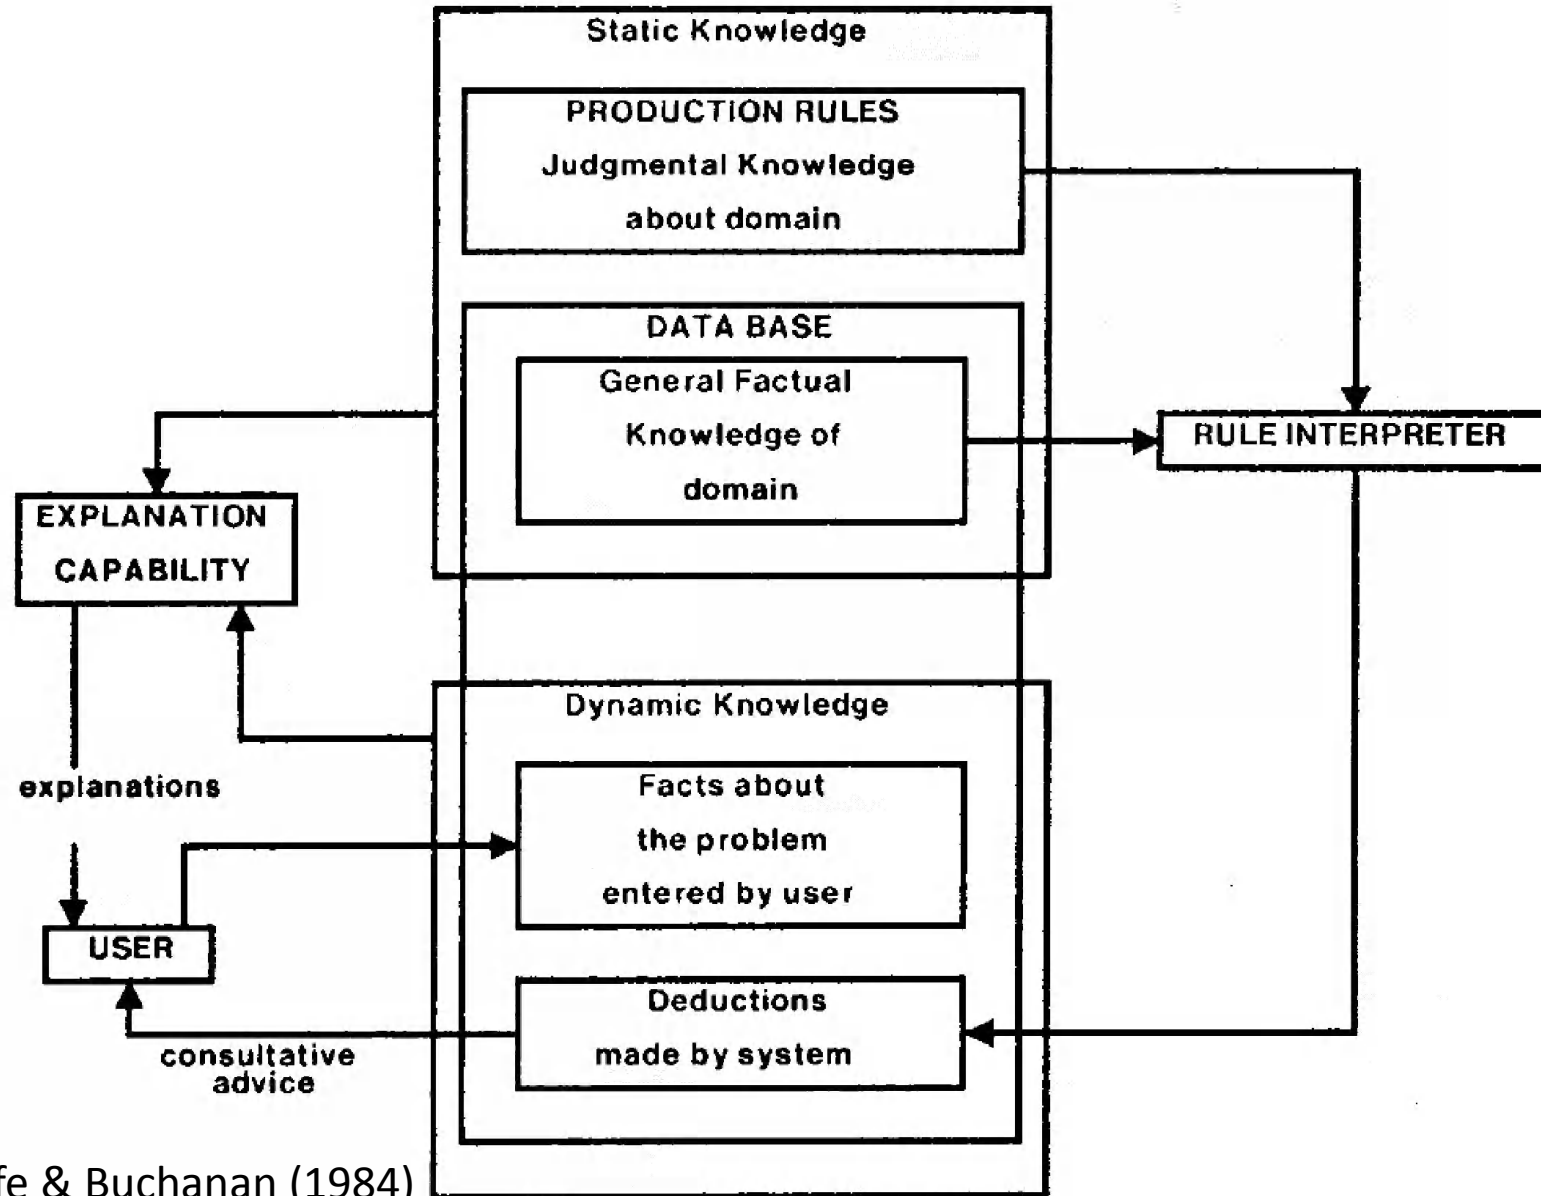 Static Knowledge
PRODUCTION RULES
Judgmental Knowledge
about domain
DATA BASE
General Factual
Knowledge of
domain
RULE INTERPRETER
EXPLANATION
CAPABILITY
explanations
Dynamic Knowledge
Facts about
the problem
entered by user
USER
Deductions
made by system
consultative
advice
& Buchanan (1984)